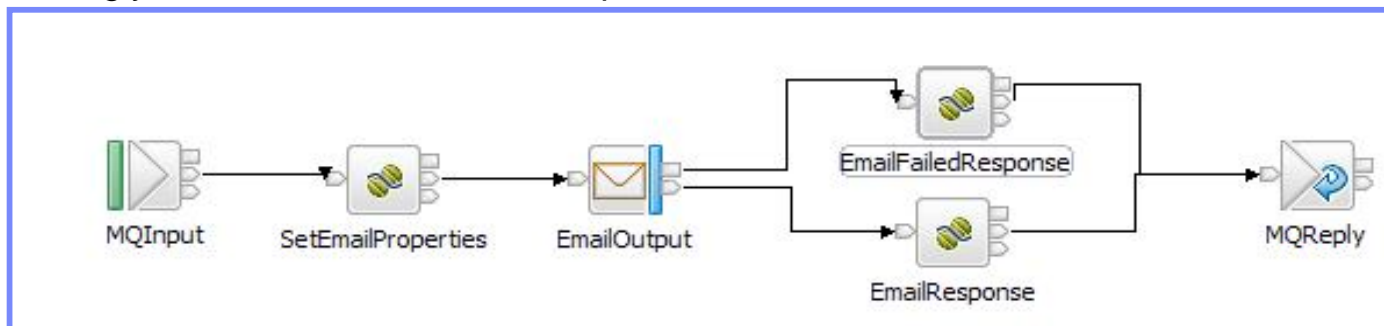 EmailFailedResponse
MQInput
SetEmailProperties
EmailOutput
EmailResponse
MQReply